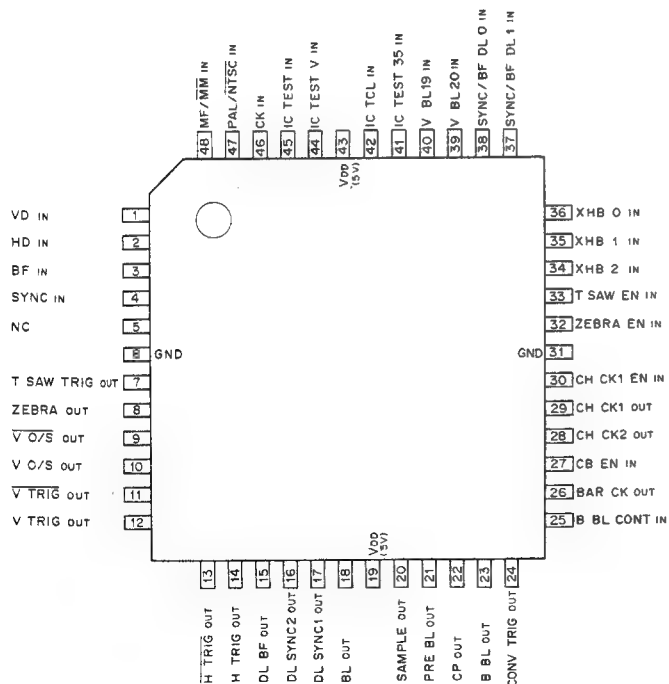 48 MF/MM IN
47 PAL/NTSC IN
46 CK IN
45 IC TEST IN
44 IC TEST V IN
43 VDD (5V)
42 IC TCL IN
41 IC TEST 35 IN
40 V BL19 IN
39 V BL20 IN
38 SYNC/BF DL 0 IN
37 SYNC/BF DL 1 IN
VD IN 1
HD IN 2
BF IN 3
SYNC IN 4
NC 5
6 GND
T SAW TRIG OUT 7
ZEBRA OUT 8
V O/S OUT 9
V O/S OUT 10
V TRIG OUT 11
V TRIG OUT 12
36 XHB 0 IN
35 XHB 1 IN
34 XHB 2 IN
33 T SAW EN IN
32 ZEBRA EN IN
GND 31
30 CH CK1 EN IN
29 CH CK1 OUT
28 CH CK2 OUT
27 CB EN IN
26 BAR CK OUT
25 B BL CONT IN
13 H TRIG OUT
14 H TRIG OUT
15 DL BF OUT
16 DL SYNC2 OUT
17 DL SYNC1 OUT
18 BL OUT
19 VDD (5V)
20 SAMPLE OUT
21 PRE BL OUT
22 CP OUT
23 B BL OUT
24 CONV TRIG OUT